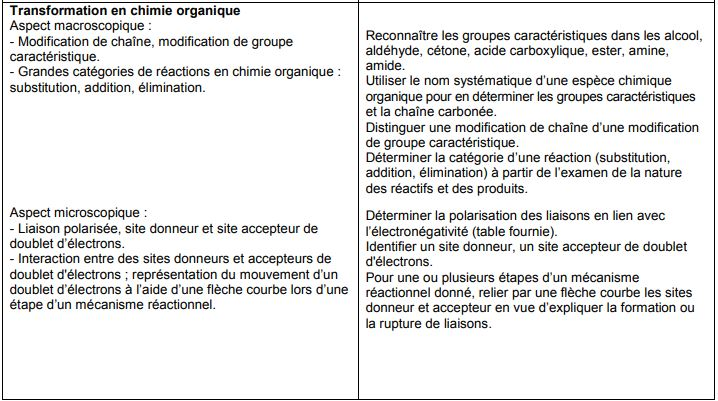 Transformation en chimie organique
Aspect macroscopique :
- Modification de chaîne, modification de groupe
caractéristique.
- Grandes catégories de réactions en chimie organique :
substitution, addition, élimination.
Reconnaître les groupes caractéristiques dans les alcool,
aldéhyde, cétone, acide carboxylique, ester, amine,
amide.
Utiliser le nom systématique d'une espèce chimique
organique pour en déterminer les groupes caractéristiques
et la chaîne carbonée.
Distinguer une modification de chaîne d'une modification
de groupe caractéristique.
Déterminer la catégorie d'une réaction (substitution,
addition, élimination) à partir de l'examen de la nature
des réactifs et des produits.
Aspect microscopique :
- Liaison polarisée, site donneur et site accepteur de
doublet d'électrons.
- Interaction entre des sites donneurs et accepteurs de
doublet d'électrons ; représentation du mouvement d'un
doublet d'électrons à l'aide d'une flèche courbe lors d'une
étape d'un mécanisme réactionnel.
Déterminer la polarisation des liaisons en lien avec
l'électronégativité (table fournie).
Identifier un site donneur, un site accepteur de doublet
d'électrons.
Pour une ou plusieurs étapes d'un mécanisme
réactionnel donné, relier par une flèche courbe les sites
donneur et accepteur en vue d'expliquer la formation ou
la rupture de liaisons.